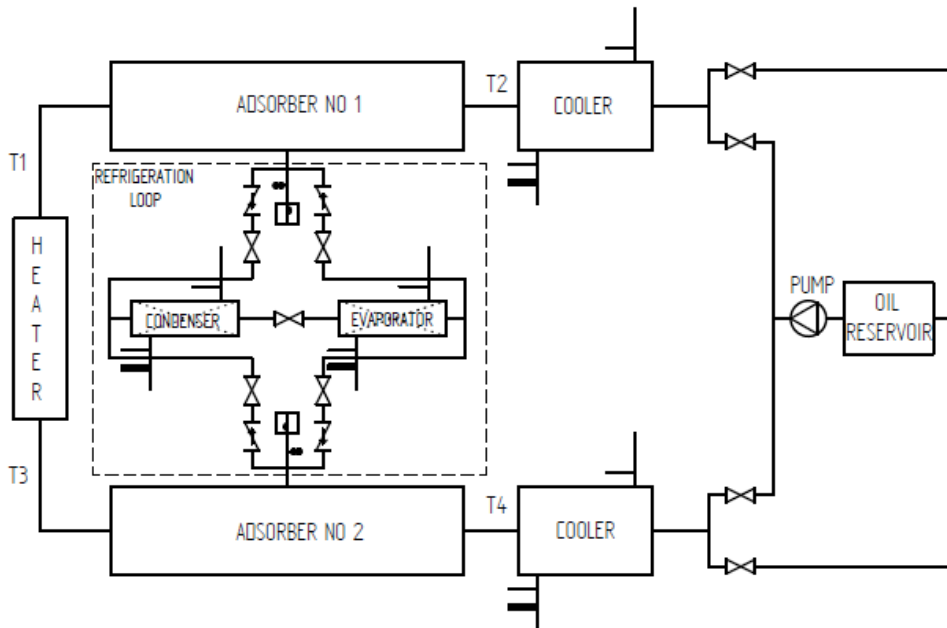 ADSORBER NO 1
T2
COOLER
T1
REFRIGERATION
LOOP
HEATER
CONDENSER
EVAPORATOR
PUMP
OIL
RESERVOIR
T3
ADSORBER NO 2
T4
COOLER